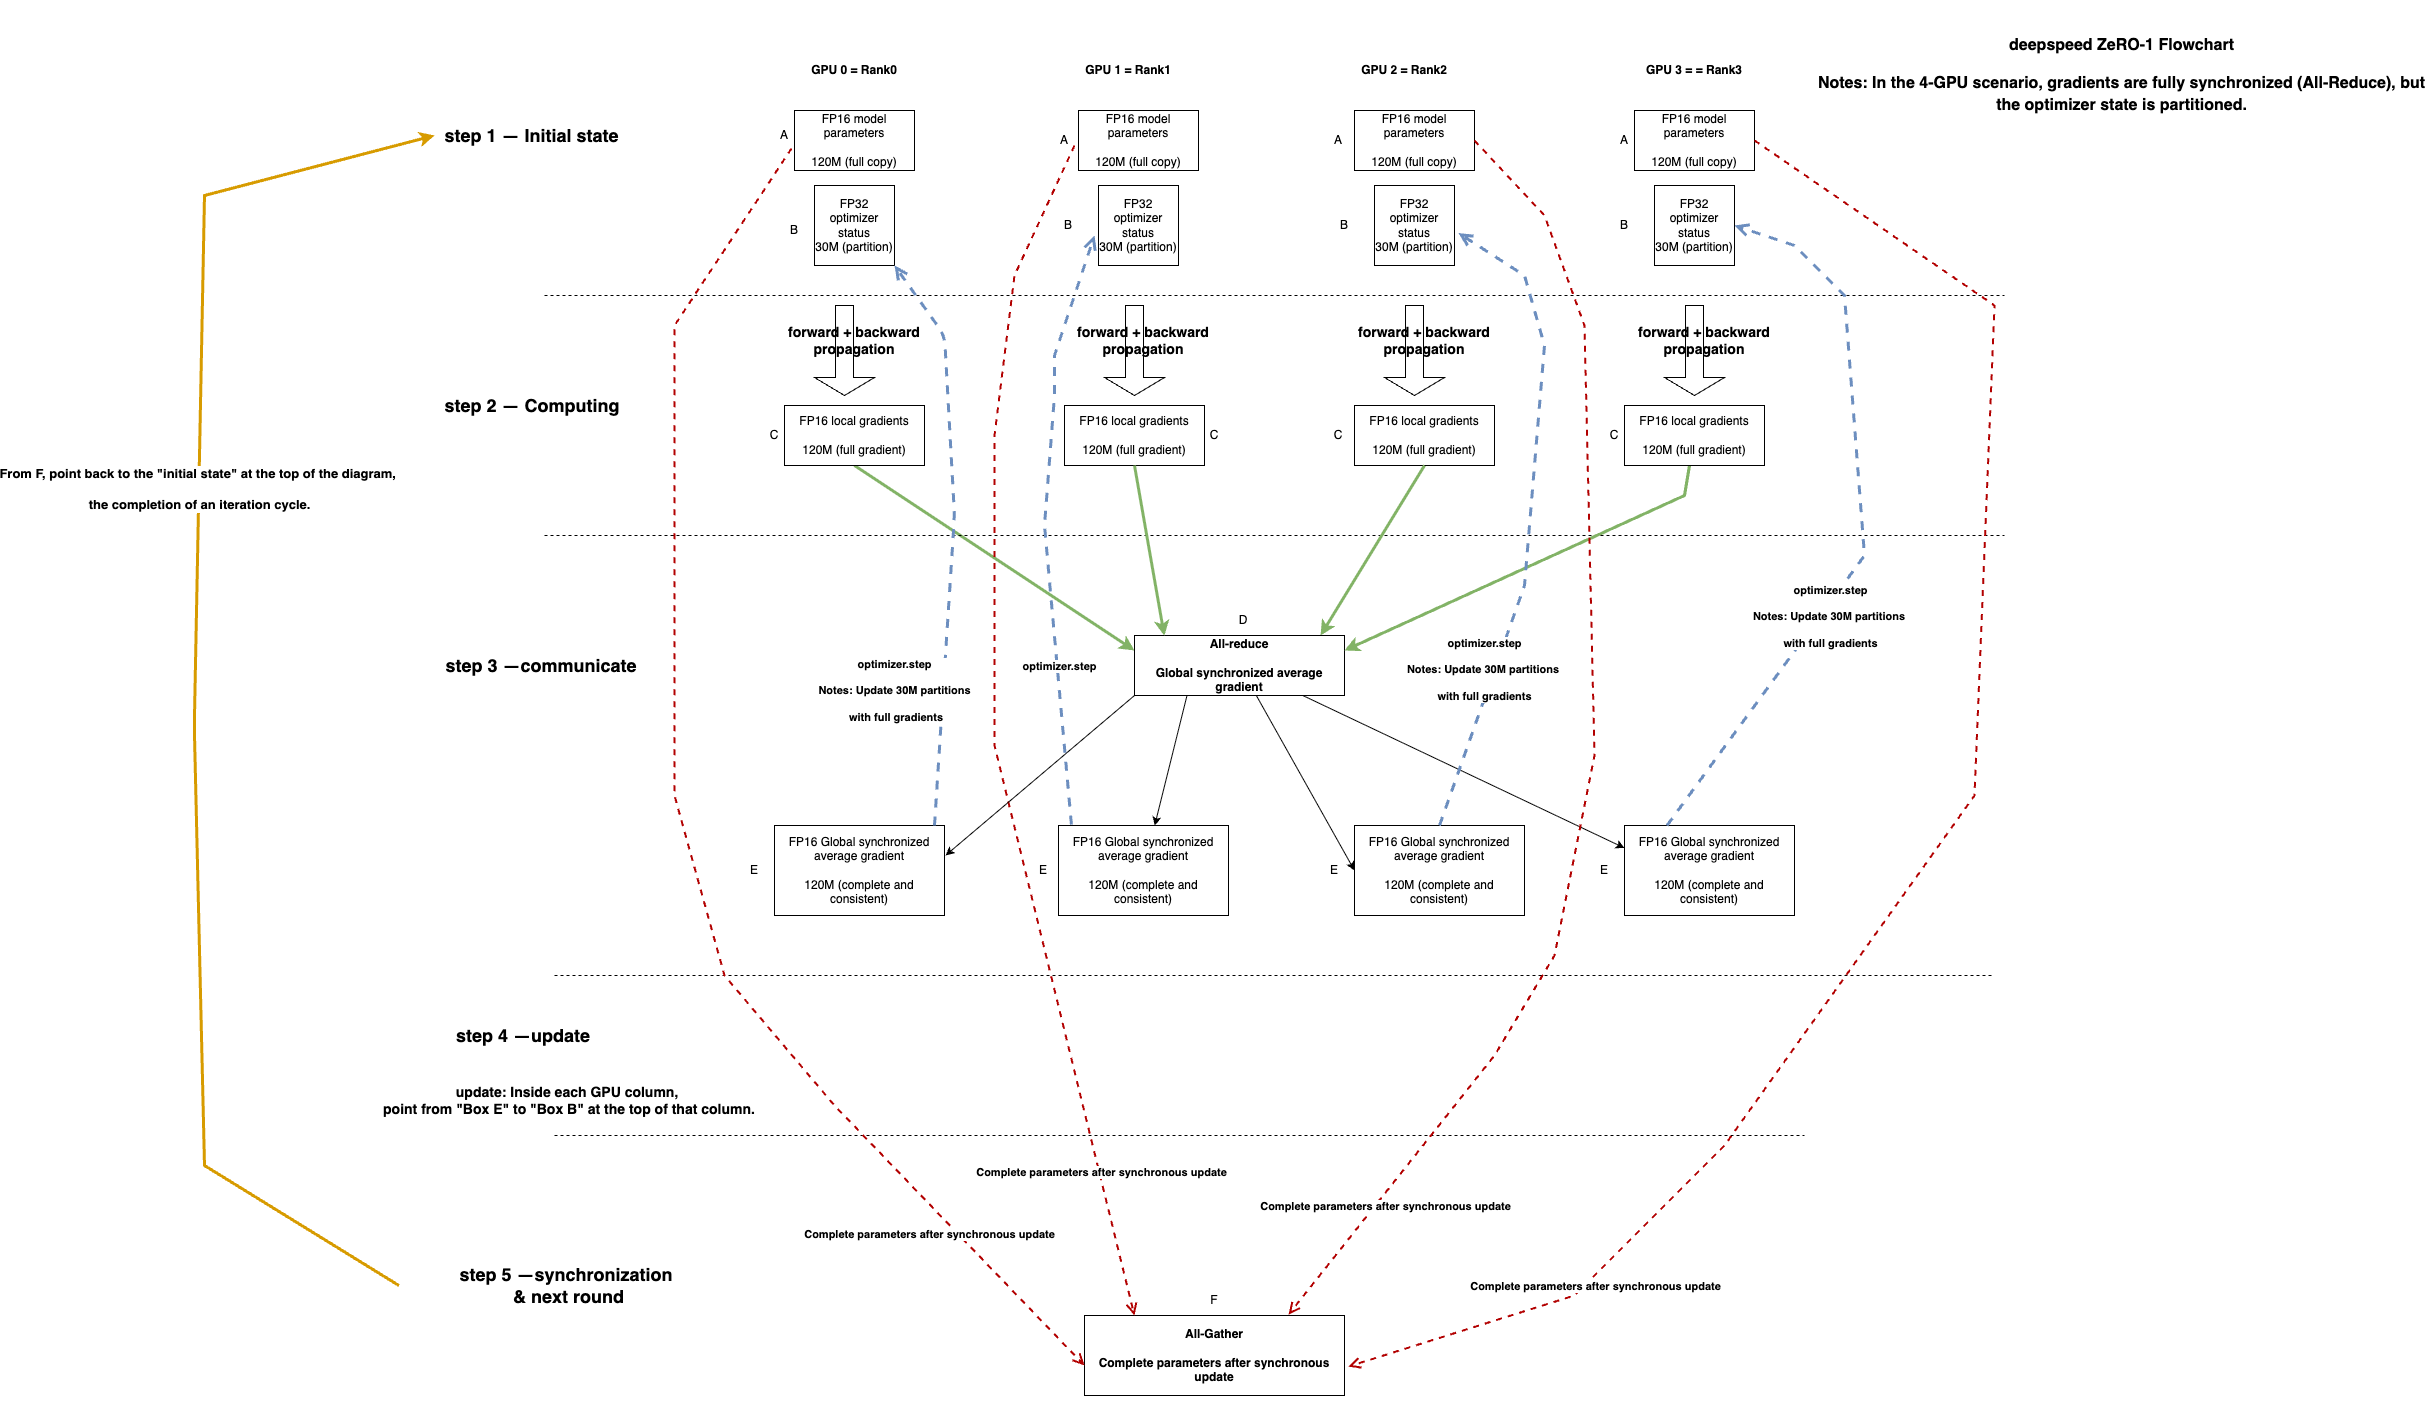 deepspeed ZeRO-1 Flowchart
Notes: In the 4-GPU scenario, gradients are fully synchronized (All-Reduce), but
the optimizer state is partitioned.
GPU 0 = Rank0
GPU 1 = Rank1
GPU 2 = Rank2
GPU 3 = = Rank3
step 1 — Initial state
A
FP16 model
parameters
120M (full copy)
A
FP16 model
parameters
120M (full copy)
A
FP16 model
parameters
120M (full copy)
A
FP16 model
parameters
120M (full copy)
B
FP32
optimizer
status
30M (partition)
B
FP32
optimizer
status
30M (partition)
B
FP32
optimizer
status
30M (partition)
B
FP32
optimizer
status
30M (partition)
forward + backward
propagation
forward + backward
propagation
forward + backward
propagation
forward + backward
propagation
step 2 — Computing
C
FP16 local gradients
120M (full gradient)
C
FP16 local gradients
120M (full gradient)
C
FP16 local gradients
120M (full gradient)
C
FP16 local gradients
120M (full gradient)
From F, point back to the "initial state" at the top of the diagram,
the completion of an iteration cycle.
step 3 —communicate
D
All-reduce
Global synchronized average
gradient
optimizer.step
Notes: Update 30M partitions
with full gradients
optimizer.step
optimizer.step
Notes: Update 30M partitions
with full gradients
optimizer.step
Notes: Update 30M partitions
with full gradients
E
FP16 Global synchronized
average gradient
120M (complete and
consistent)
E
FP16 Global synchronized
average gradient
120M (complete and
consistent)
E
FP16 Global synchronized
average gradient
120M (complete and
consistent)
E
FP16 Global synchronized
average gradient
120M (complete and
consistent)
step 4 —update
update: Inside each GPU column,
point from "Box E" to "Box B" at the top of that column.
Complete parameters after synchronous update
Complete parameters after synchronous update
Complete parameters after synchronous update
Complete parameters after synchronous update
step 5 —synchronization
& next round
F
All-Gather
Complete parameters after synchronous
update